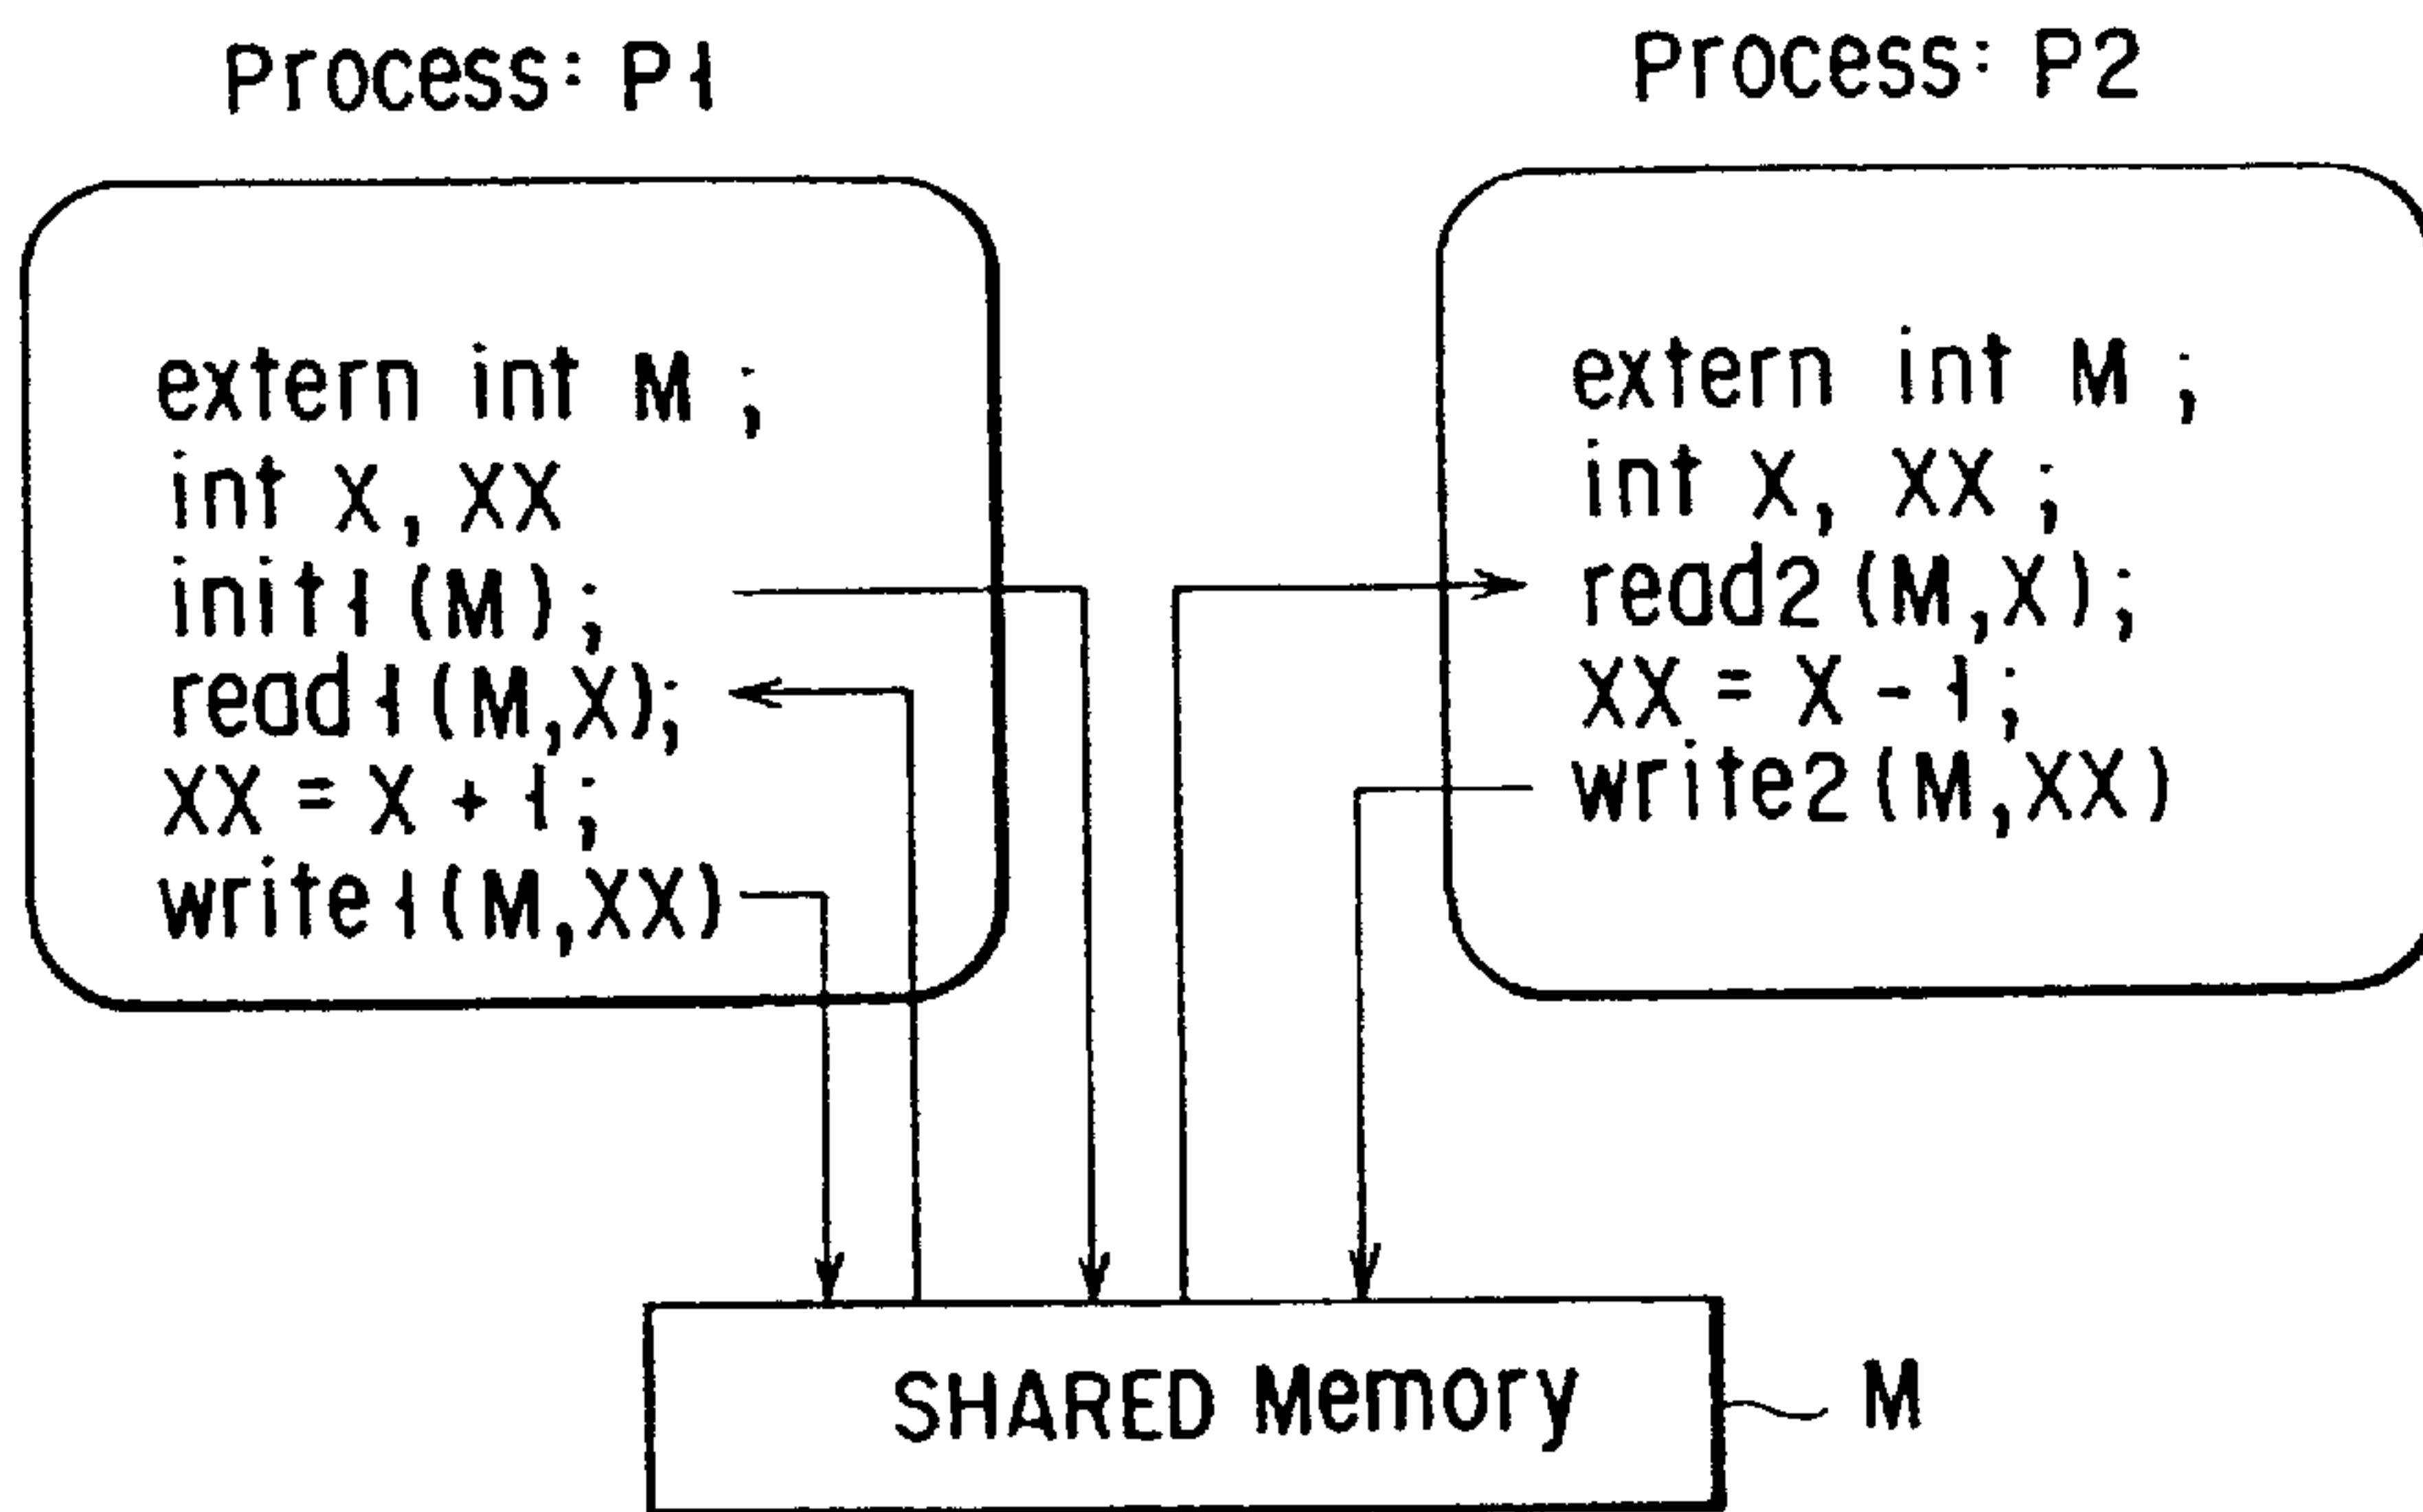 Process: P1
extern int M ;
int X, XX
init1 (M);
read1 (M,X);
XX = X + 1;
write1 (M,XX)
Process: P2
extern int M ;
int X, XX ;
read2 (M,X);
XX = X - 1;
write2 (M,XX)
SHARED Memory
M